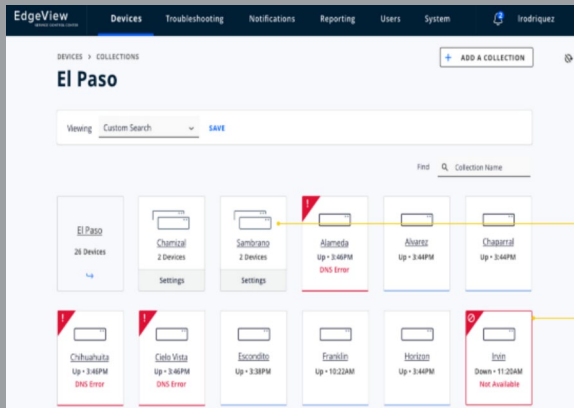 EdgeView Devices Troubleshooting Notifications Reporting Users System lrodriquez
SERVICE CONTROL CENTER
DEVICES > COLLECTIONS
El Paso
+ ADD A COLLECTION
Viewing Custom Search SAVE
Find Collection Name
El Paso
26 Devices
Chamizal
2 Devices
Settings
Sambrano
2 Devices
Settings
!
Alameda
Up • 3:46PM
DNS Error
Alvarez
Up • 3:44PM
Chaparral
Up • 3:44PM
!
Chihuahuita
Up • 3:46PM
DNS Error
!
Cielo Vista
Up • 3:46PM
DNS Error
Escondito
Up • 3:38PM
Franklin
Up • 10:22AM
Horizon
Up • 3:44PM
Irvin
Down • 11:20AM
Not Available